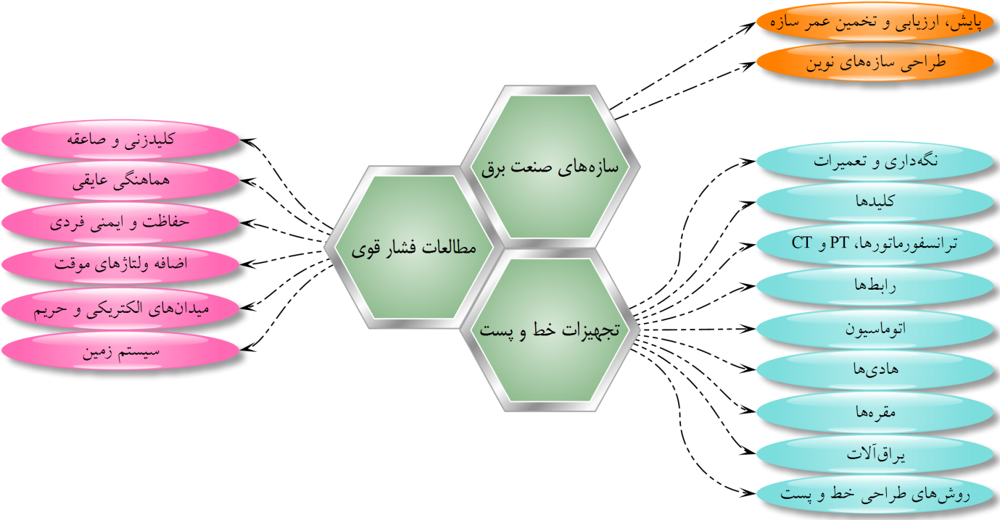 پایش، ارزیابی و تخمین عمر سازه
طراحی سازه‌های نوین
سازه‌های صنعت برق
نگه‌داری و تعمیرات
کلیدها
ترانسفورماتورها، PT و CT
رابط‌ها
اتوماسیون
هادی‌ها
مقره‌ها
یراق‌آلات
روش‌های طراحی خط و پست
تجهیزات خط و پست
مطالعات فشار قوی
کلیدزنی و صاعقه
هماهنگی عایقی
حفاظت و ایمنی فردی
اضافه ولتاژهای موقت
میدان‌های الکتریکی و حریم
سیستم زمین